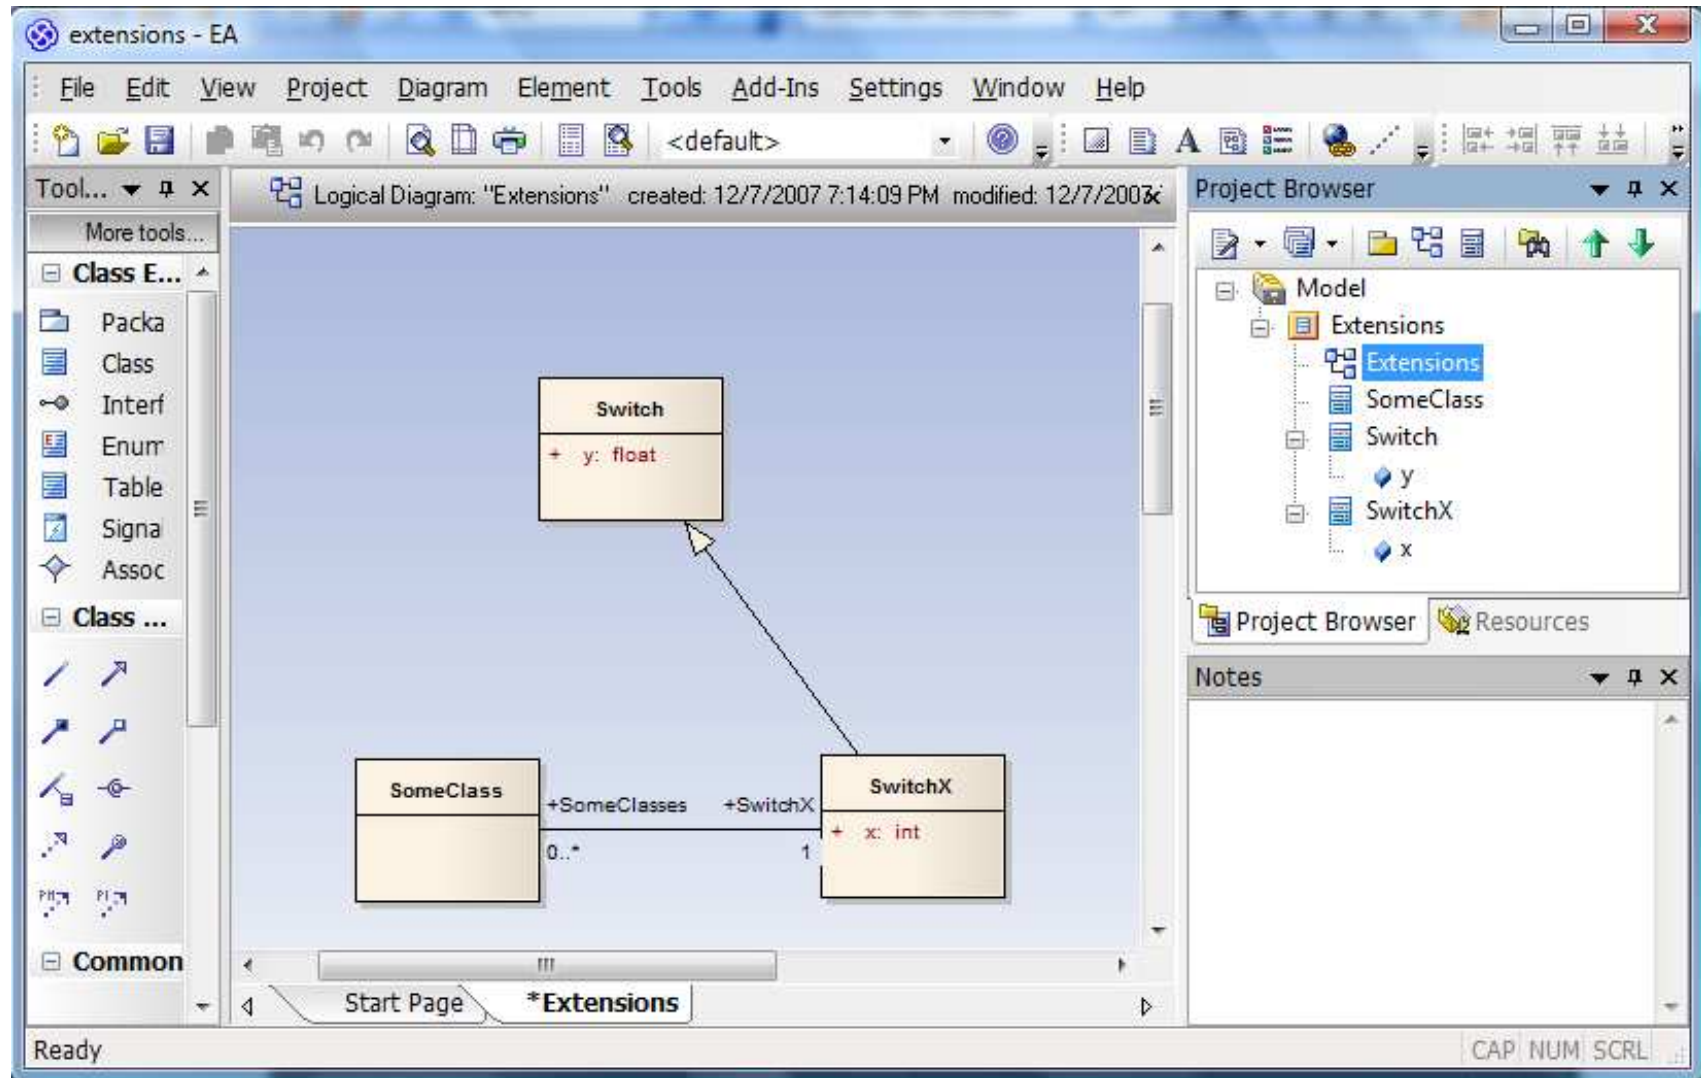 extensions - EA
File Edit View Project Diagram Element Tools Add-Ins Settings Window Help
<default>
Tool...
More tools...
Class E...
Packa
Class
Interf
Enum
Table
Signa
Assoc
Class ...
Common
Logical Diagram: "Extensions" created: 12/7/2007 7:14:09 PM modified: 12/7/200
Switch
+ y: float
SomeClass
+SomeClasses +SwitchX
0..* 1
SwitchX
+ x: int
Start Page *Extensions
Project Browser
Model
Extensions
Extensions
SomeClass
Switch
y
SwitchX
x
Project Browser Resources
Notes
Ready
CAP NUM SCRL